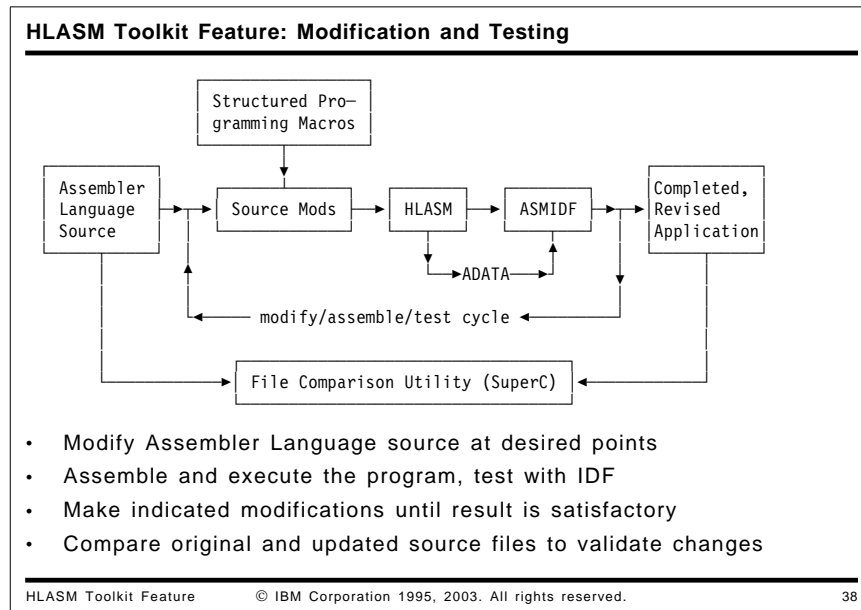 HLASM Toolkit Feature: Modification and Testing
Structured Pro–
gramming Macros
Assembler
Language
Source
Source Mods
HLASM
ASMIDF
Completed,
Revised
Application
ADATA
modify/assemble/test cycle
File Comparison Utility (SuperC)
• Modify Assembler Language source at desired points
• Assemble and execute the program, test with IDF
• Make indicated modifications until result is satisfactory
• Compare original and updated source files to validate changes
HLASM Toolkit Feature © IBM Corporation 1995, 2003. All rights reserved. 38